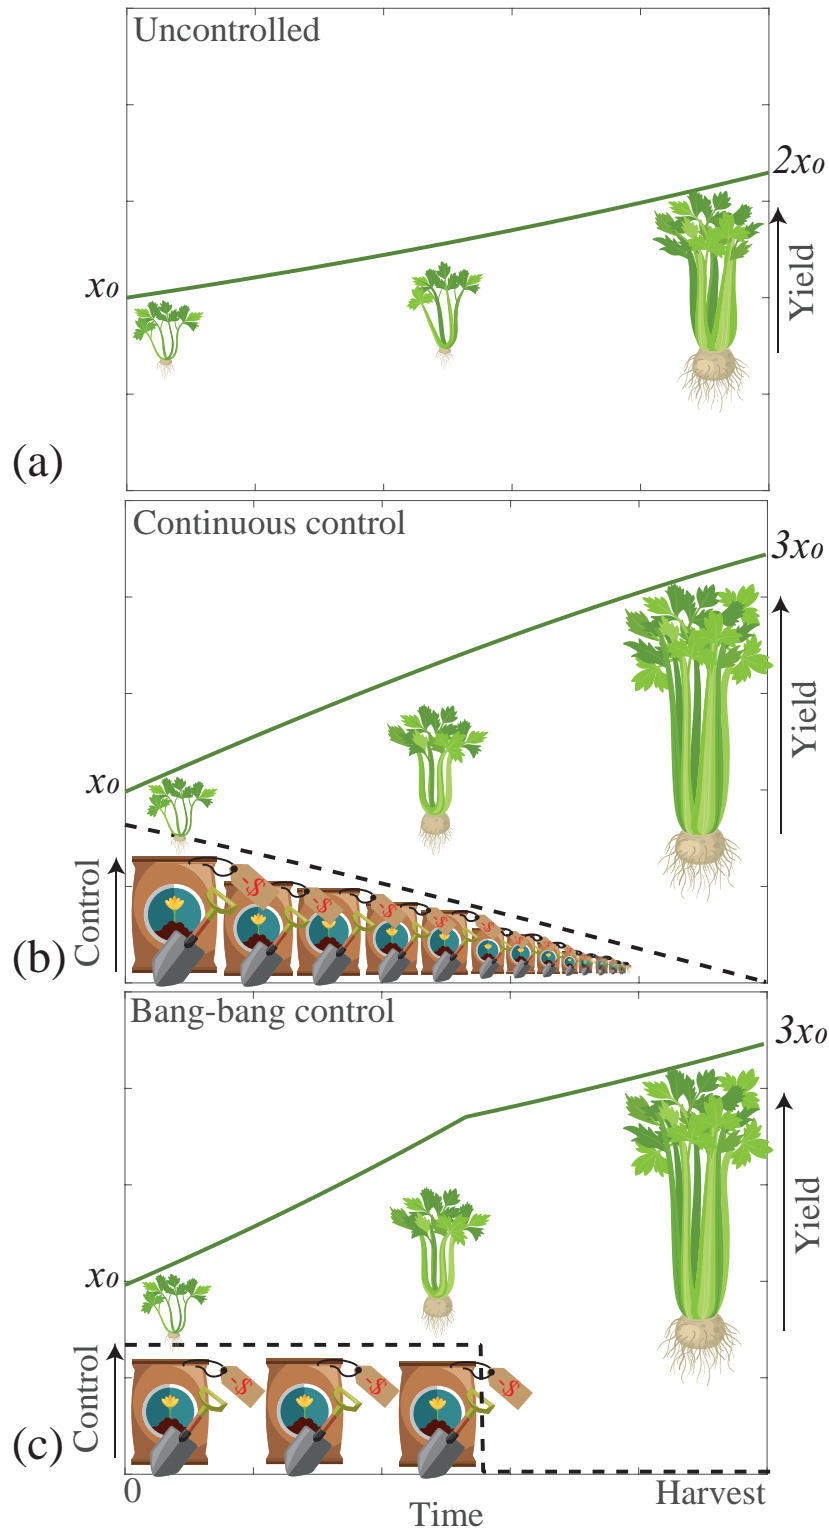 Uncontrolled
2x₀
x₀
Yield
(a)
Continuous control
3x₀
x₀
Yield
Control
-$
-$
-$
-$
-$
(b)
Bang-bang control
3x₀
x₀
Yield
Control
-$
-$
-$
(c)
0
Harvest
Time